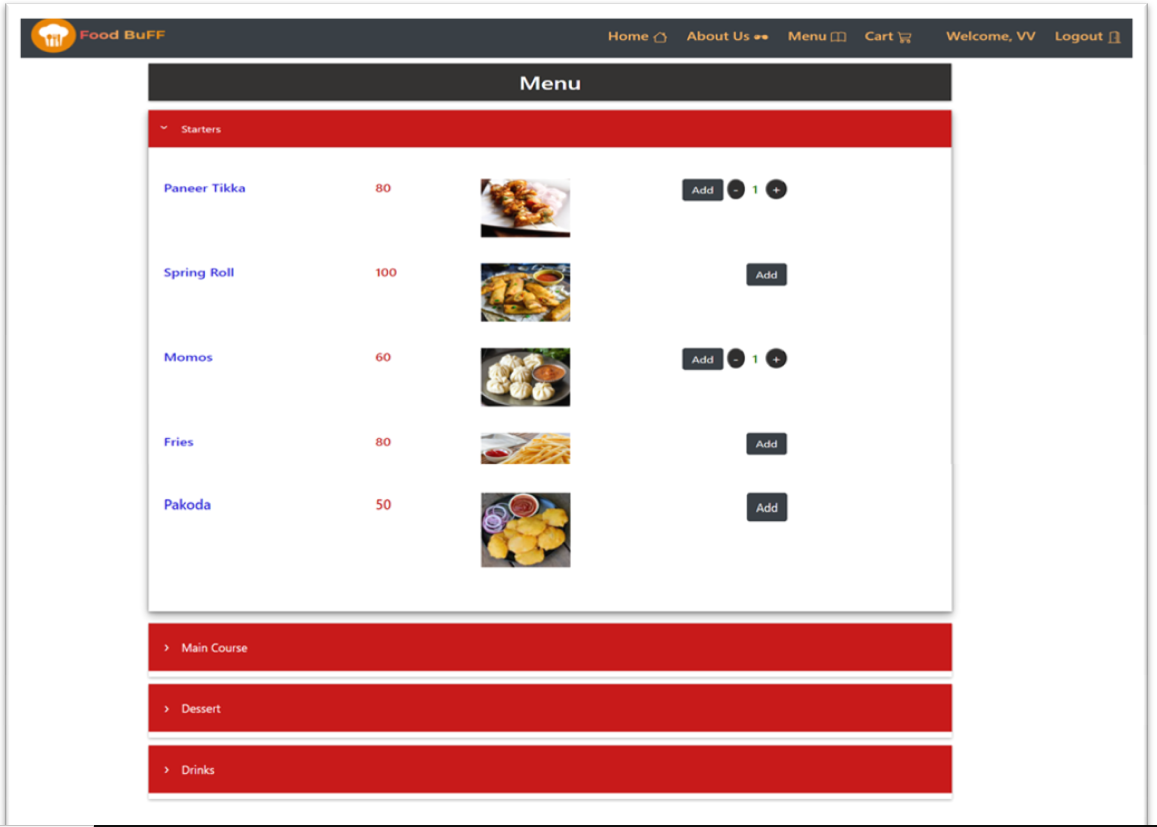 Food BuFF Home About Us Menu Cart Welcome, VV Logout
Menu
Starters
Paneer Tikka 80 Add - 1 +
Spring Roll 100 Add
Momos 60 Add - 1 +
Fries 80 Add
Pakoda 50 Add
Main Course
Dessert
Drinks